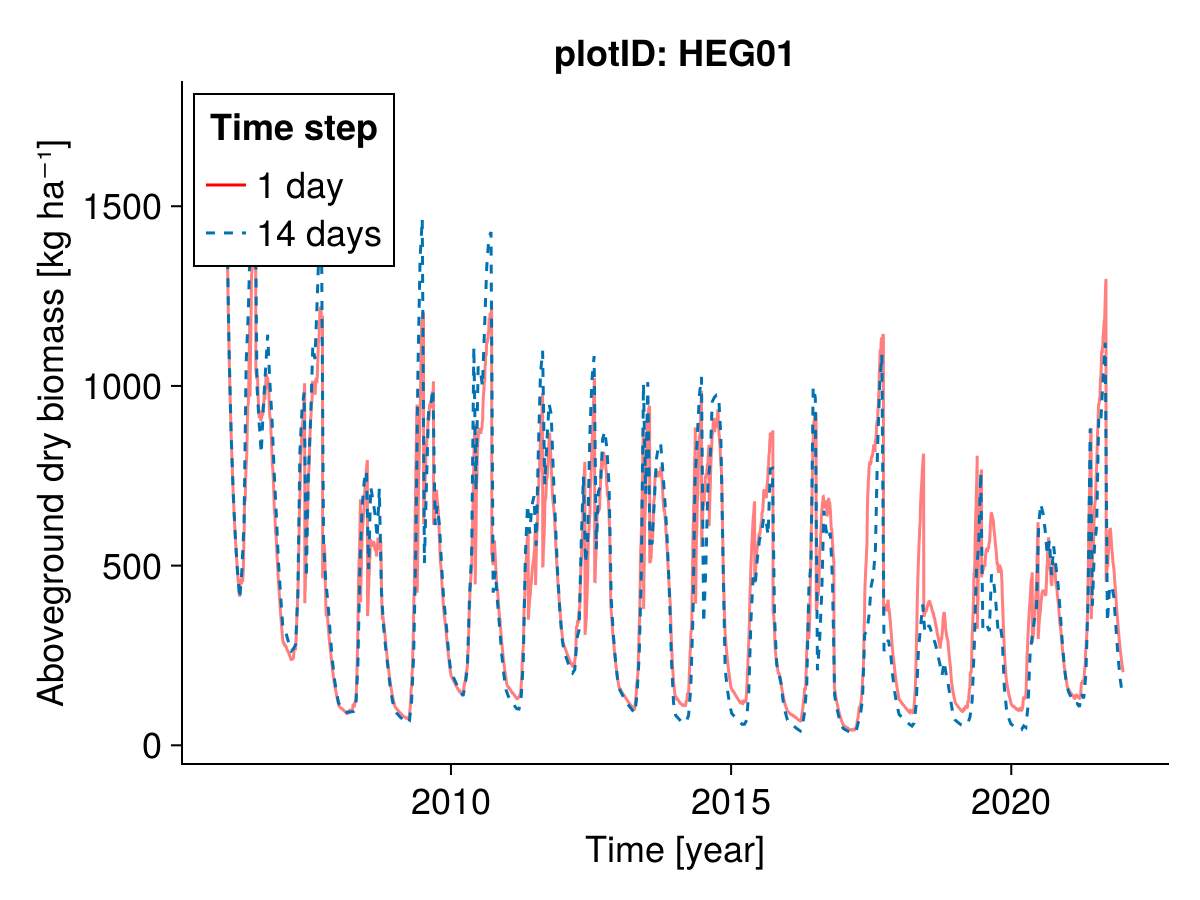 plotID: HEG01
Time step
1 day
14 days
Aboveground dry biomass [kg ha⁻¹]
1500
1000
500
0
2010
2015
2020
Time [year]